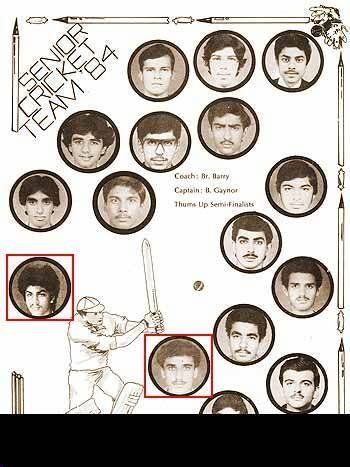 SENIOR
CRICKET
TEAM '84
Coach: Br. Barry
Captain: B. Gaynor
Thums Up Semi-Finalists